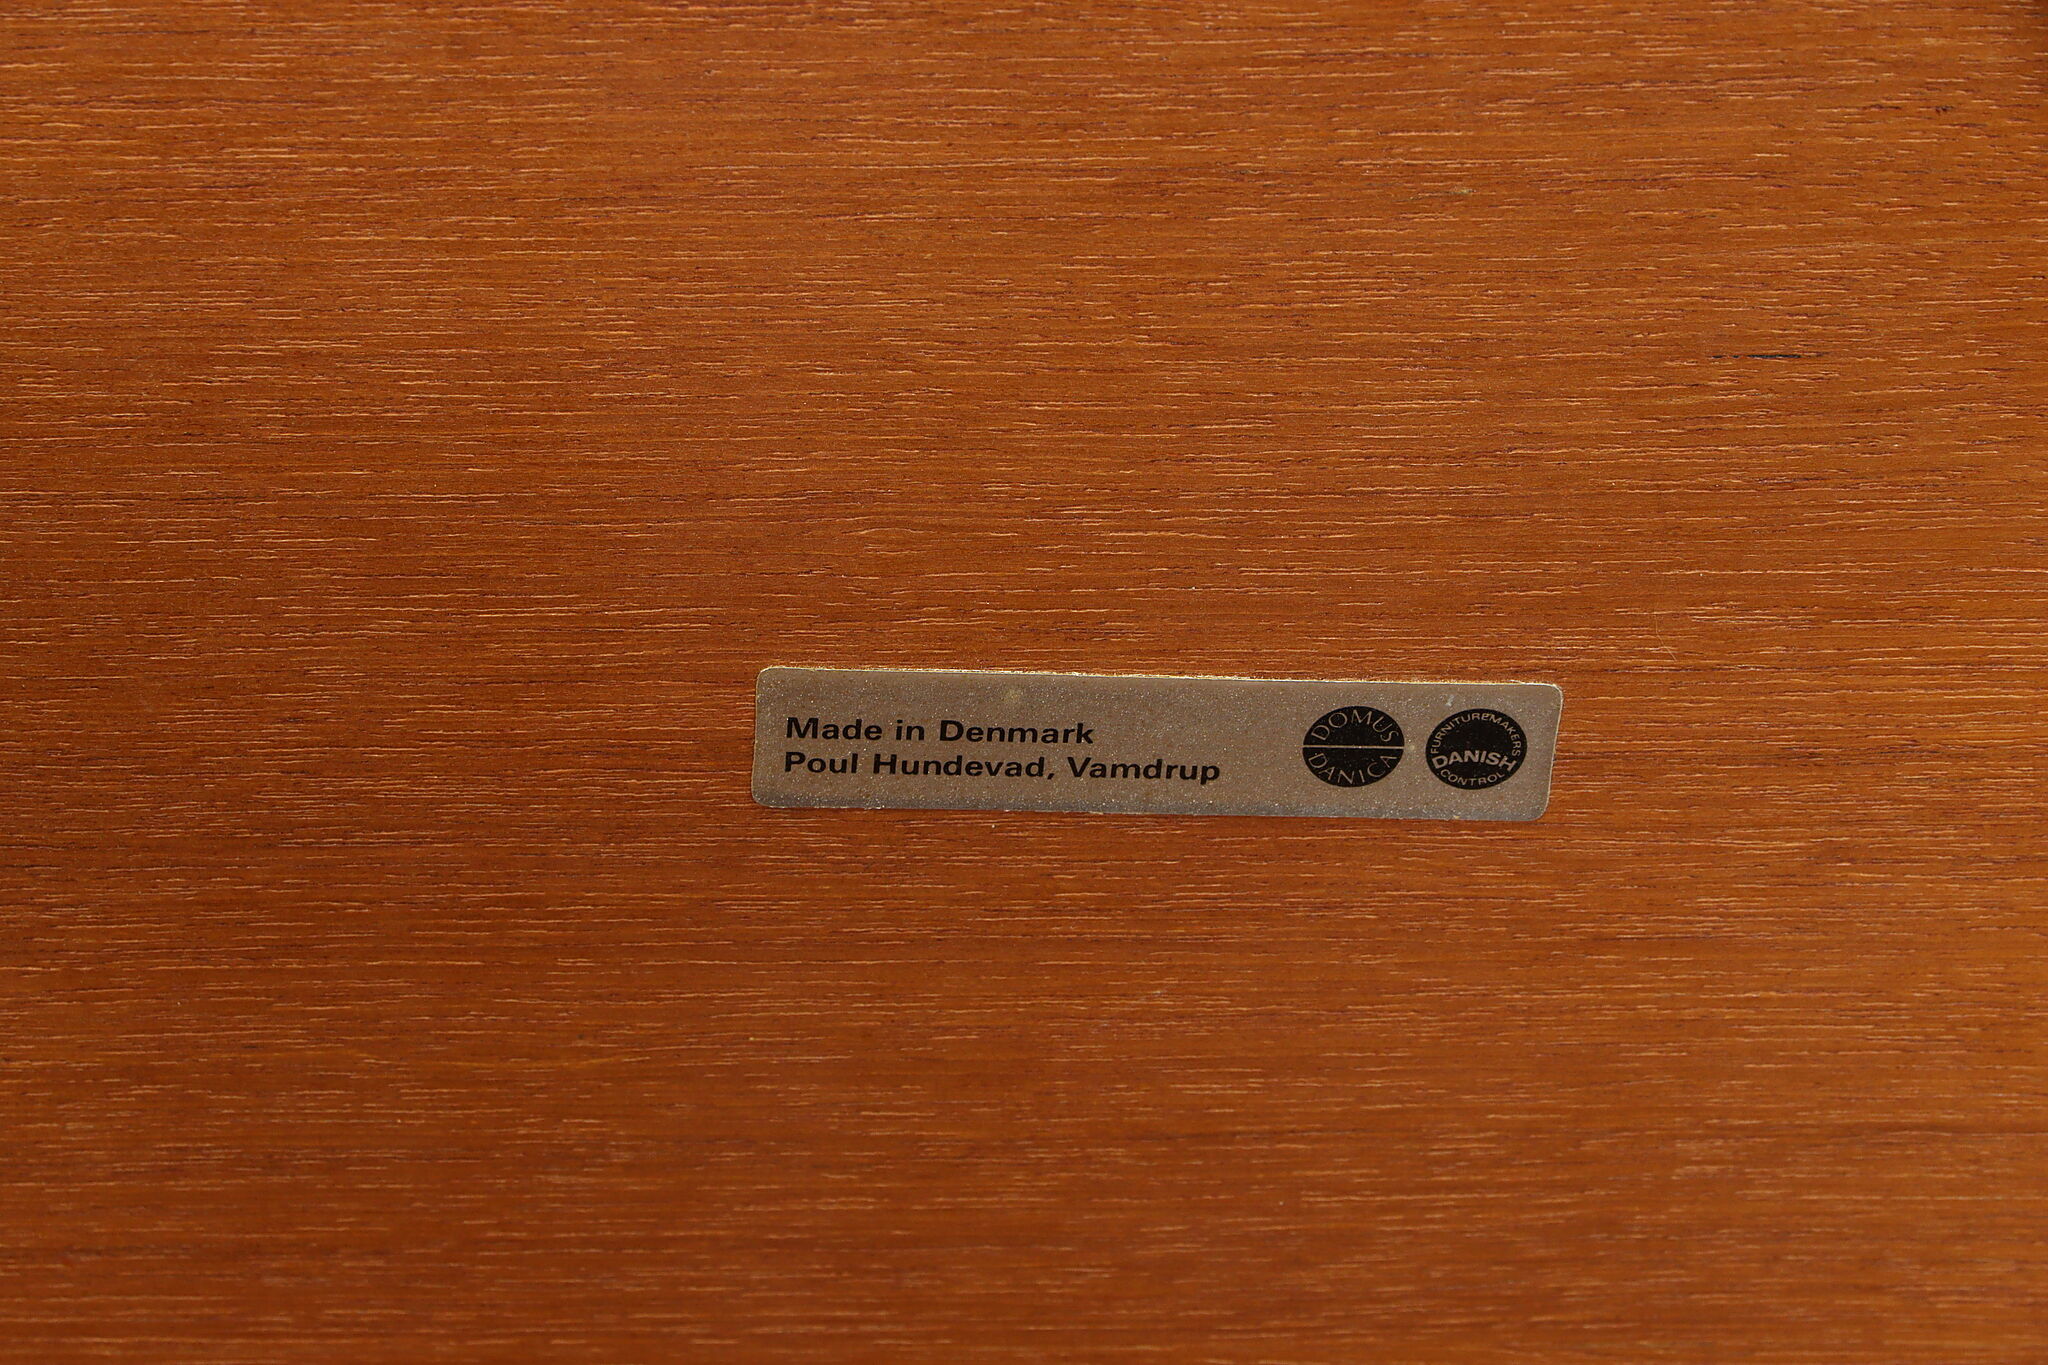 Made in Denmark
Poul Hundevad, Vamdrup
DOMUS
DANICA
FURNITUREMAKERS
DANISH
CONTROL